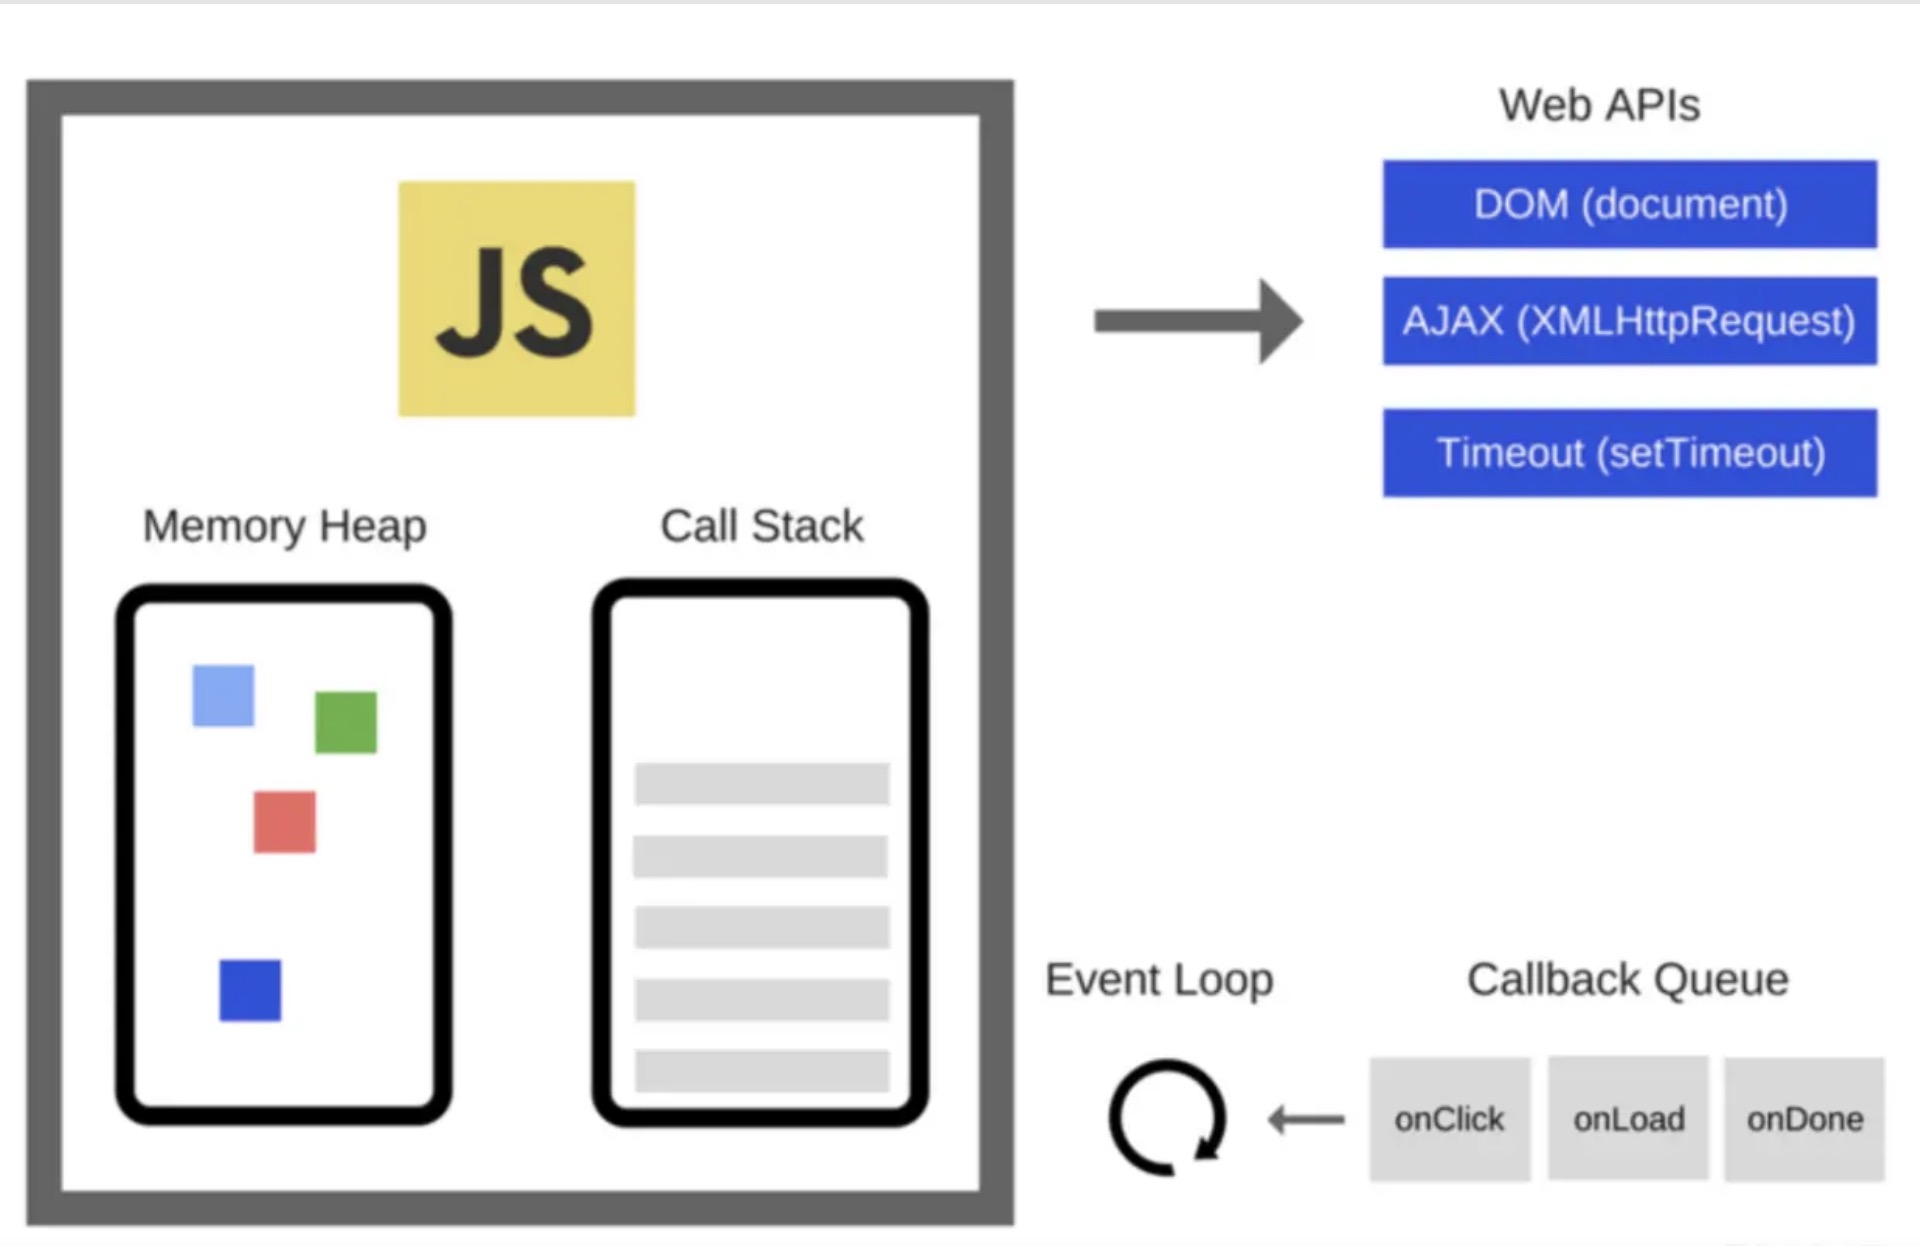 JS
Memory Heap
Call Stack
Web APIs
DOM (document)
AJAX (XMLHttpRequest)
Timeout (setTimeout)
Event Loop
Callback Queue
onClick
onLoad
onDone